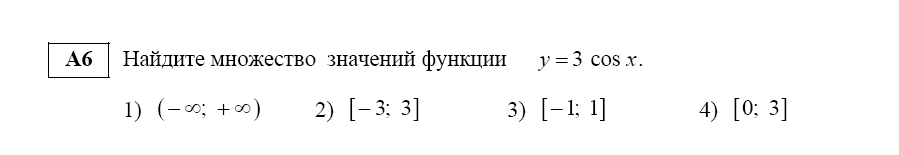 А6 Найдите множество значений функции y = 3 cos x.
1) (−∞; +∞) 2) [−3; 3] 3) [−1; 1] 4) [0; 3]